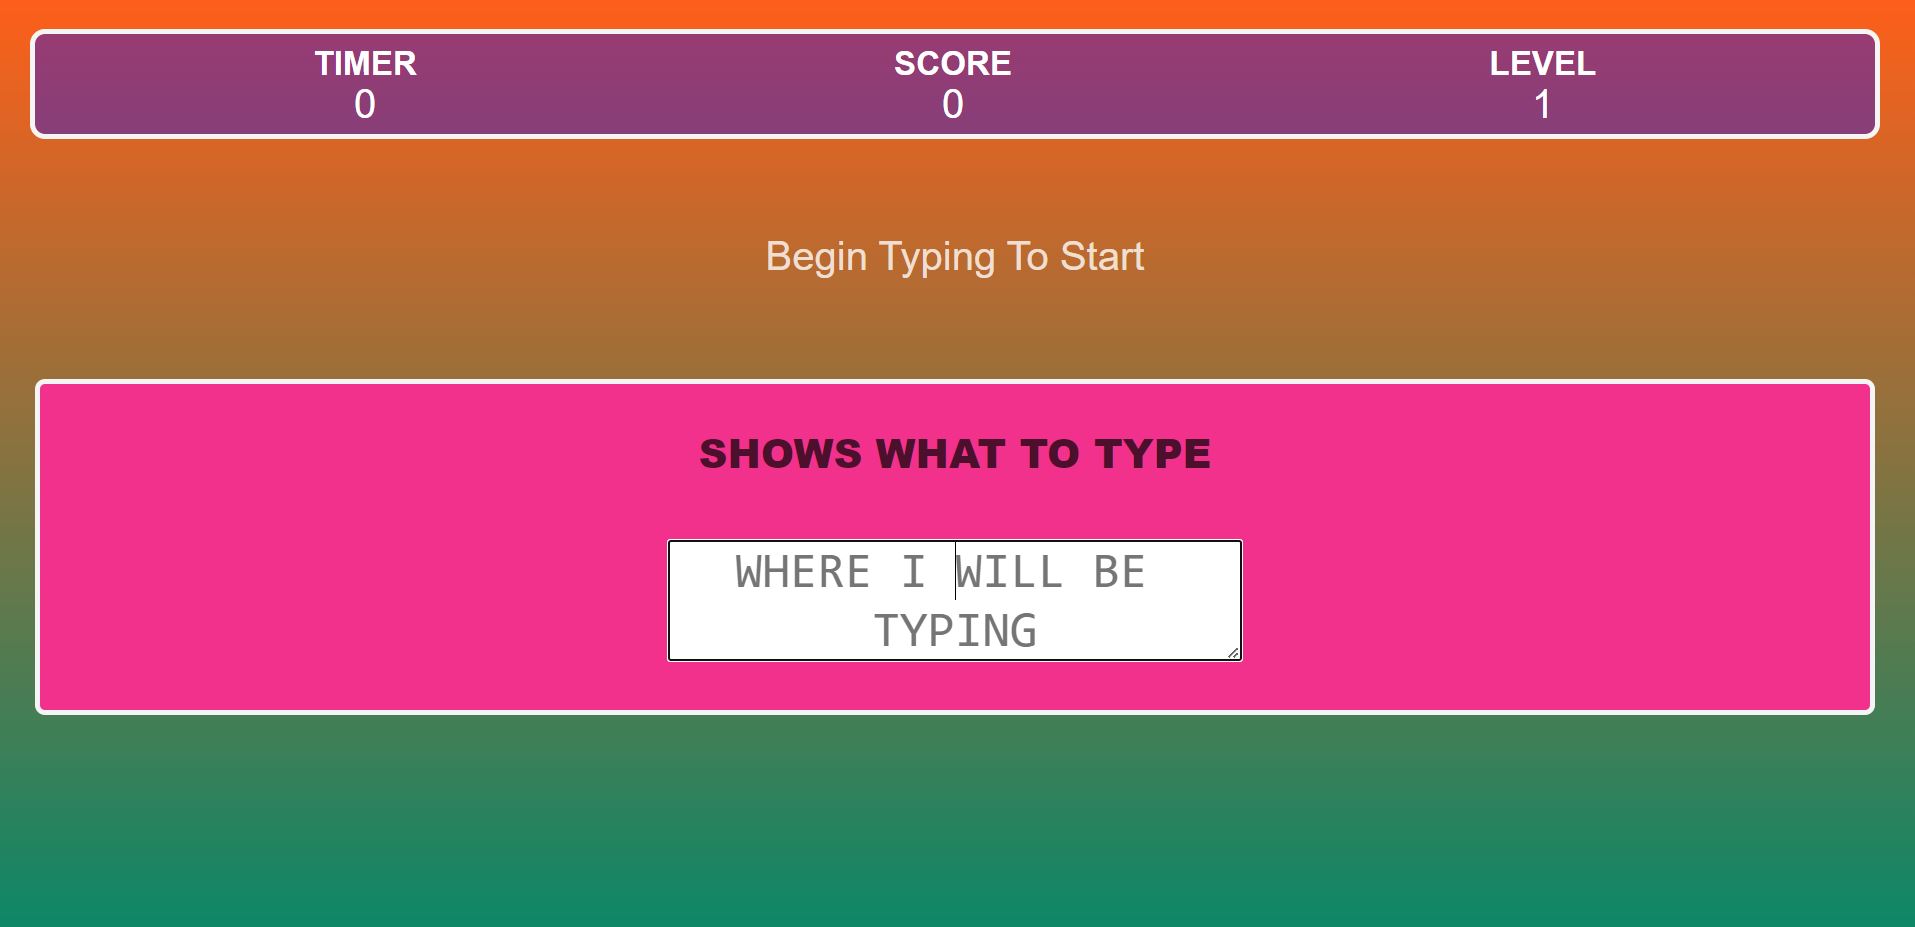 TIMER SCORE LEVEL
0 0 1
Begin Typing To Start
SHOWS WHAT TO TYPE
WHERE I WILL BE
TYPING